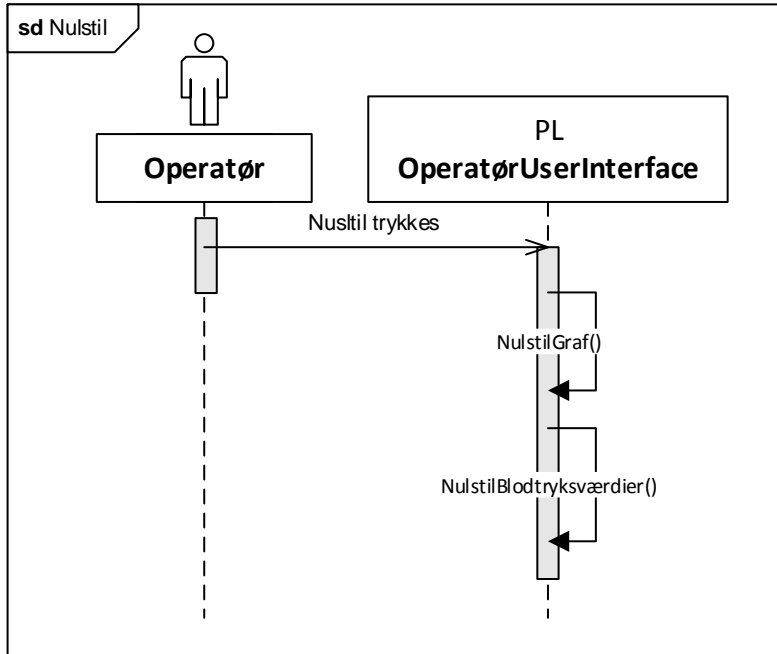 sd Nulstil
Operatør
PL
OperatørUserInterface
Nusltil trykkes
NulstilGraf()
NulstilBlodtryksværdier()